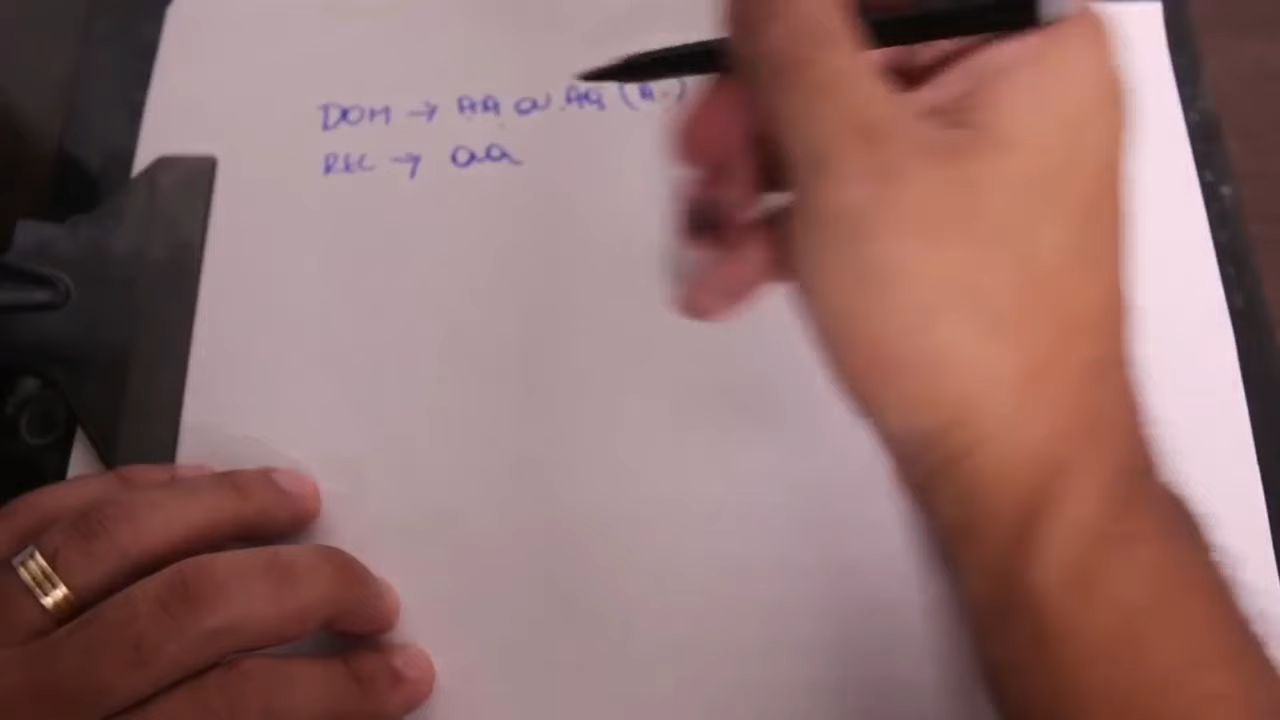 DOM → AA ou Aa (A-)
REC → aa